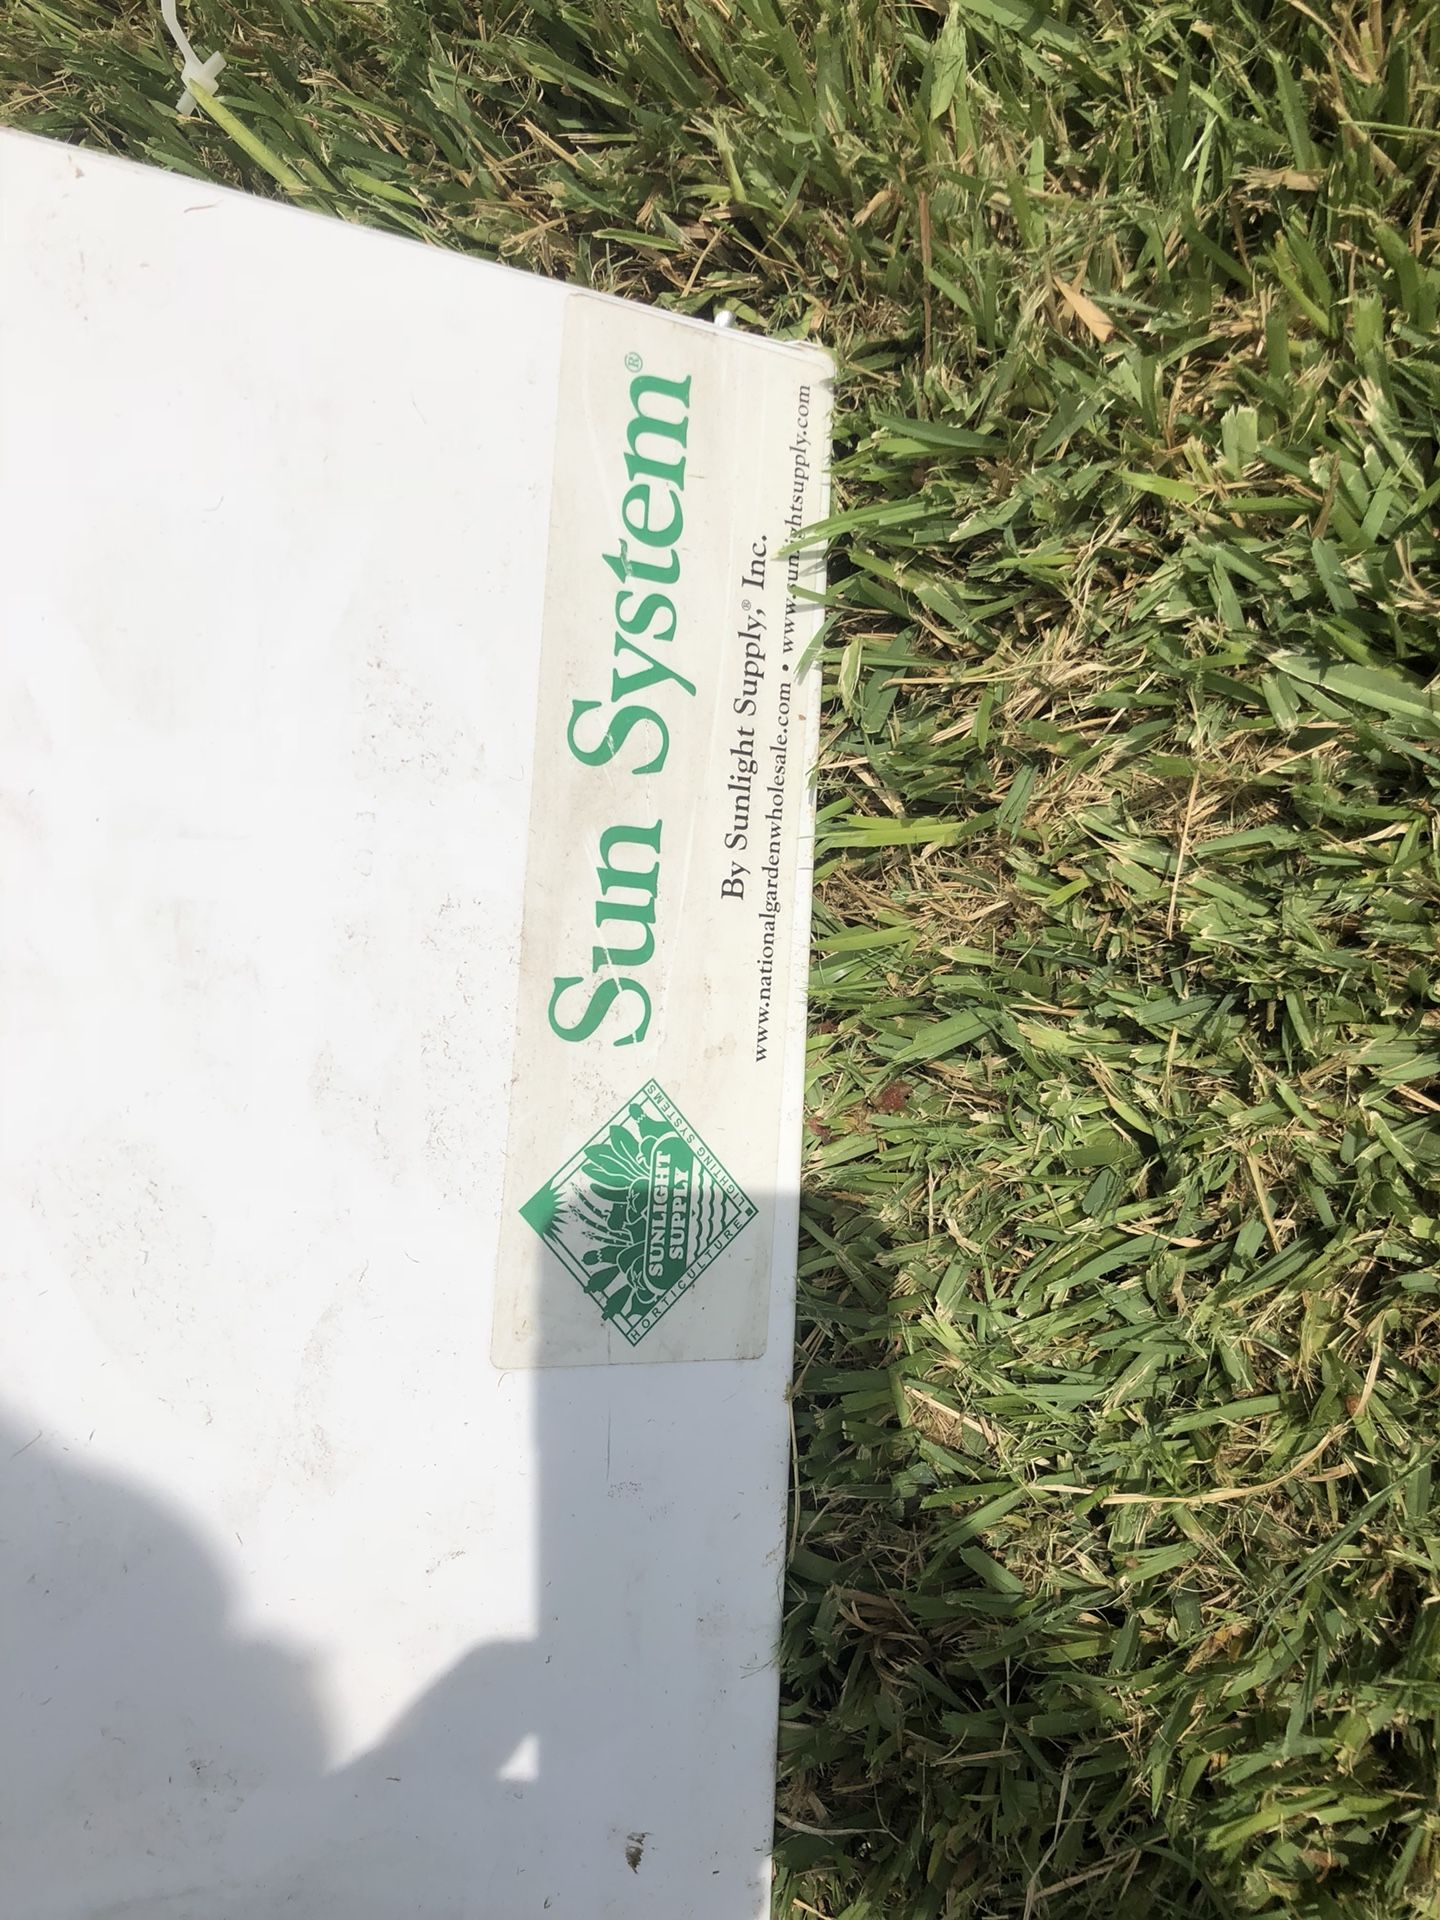 Sun System®
By Sunlight Supply,® Inc.
www.nationalgardenwholesale.com • www.sunlightsupply.com
SUNLIGHT
SUPPLY
HORTICULTURE ▪ LIGHTING SYSTEMS